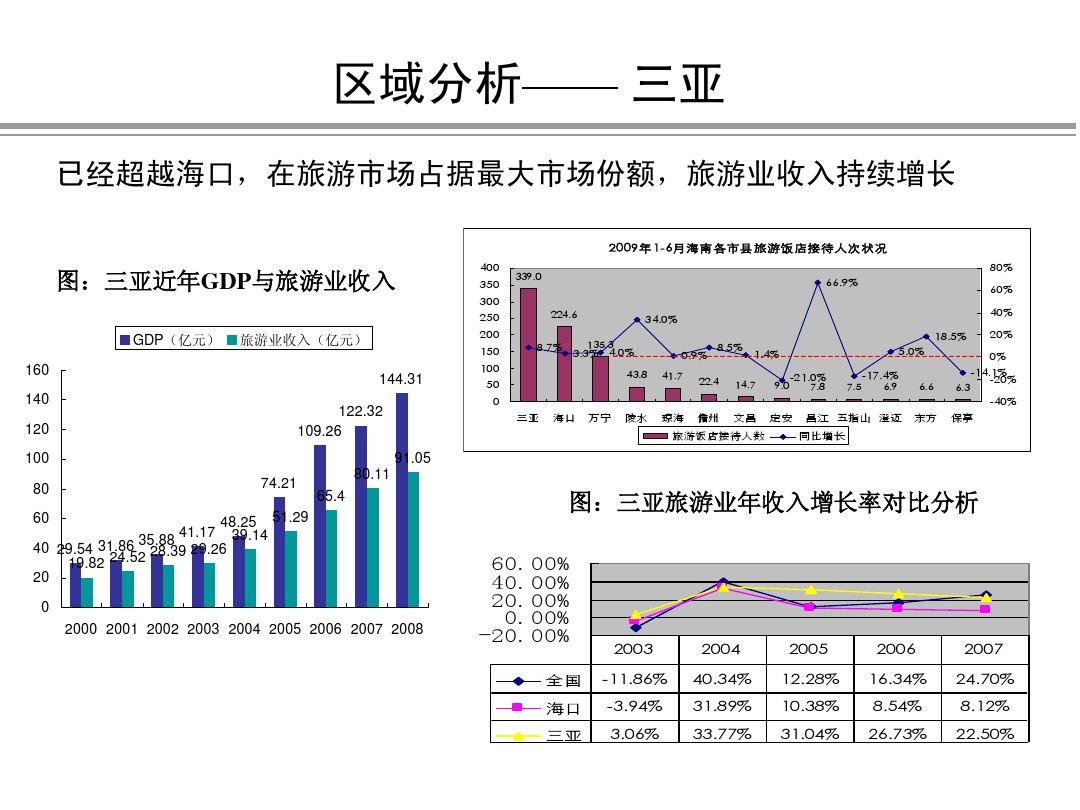 区域分析—— 三亚
已经超越海口，在旅游市场占据最大市场份额，旅游业收入持续增长
图：三亚近年GDP与旅游业收入
GDP（亿元） 旅游业收入（亿元）
160
140
120
100
80
60
40
20
0
29.54 31.86 35.88 41.17 48.25 74.21 109.26 122.32 144.31
19.82 24.52 28.39 29.26 39.14 51.29 65.4 80.11 91.05
2000 2001 2002 2003 2004 2005 2006 2007 2008
2009年1-6月海南各市县旅游饭店接待人次状况
400
350
300
250
200
150
100
50
0
339.0 224.6 135.3 43.8 41.7 22.4 14.7 9.0 7.8 7.5 6.9 6.6 6.3
8.7% 3.3% 4.0% 34.0% 0.9% 8.5% 1.4% -21.0% 66.9% -17.4% 5.0% 18.5% -14.1%
80%
60%
40%
20%
0%
-20%
-40%
三亚 海口 万宁 陵水 琼海 儋州 文昌 定安 昌江 五指山 澄迈 东方 保亭
旅游饭店接待人数 同比增长
图：三亚旅游业年收入增长率对比分析
60.00%
40.00%
20.00%
0.00%
-20.00%
2003 2004 2005 2006 2007
全国 -11.86% 40.34% 12.28% 16.34% 24.70%
海口 -3.94% 31.89% 10.38% 8.54% 8.12%
三亚 3.06% 33.77% 31.04% 26.73% 22.50%